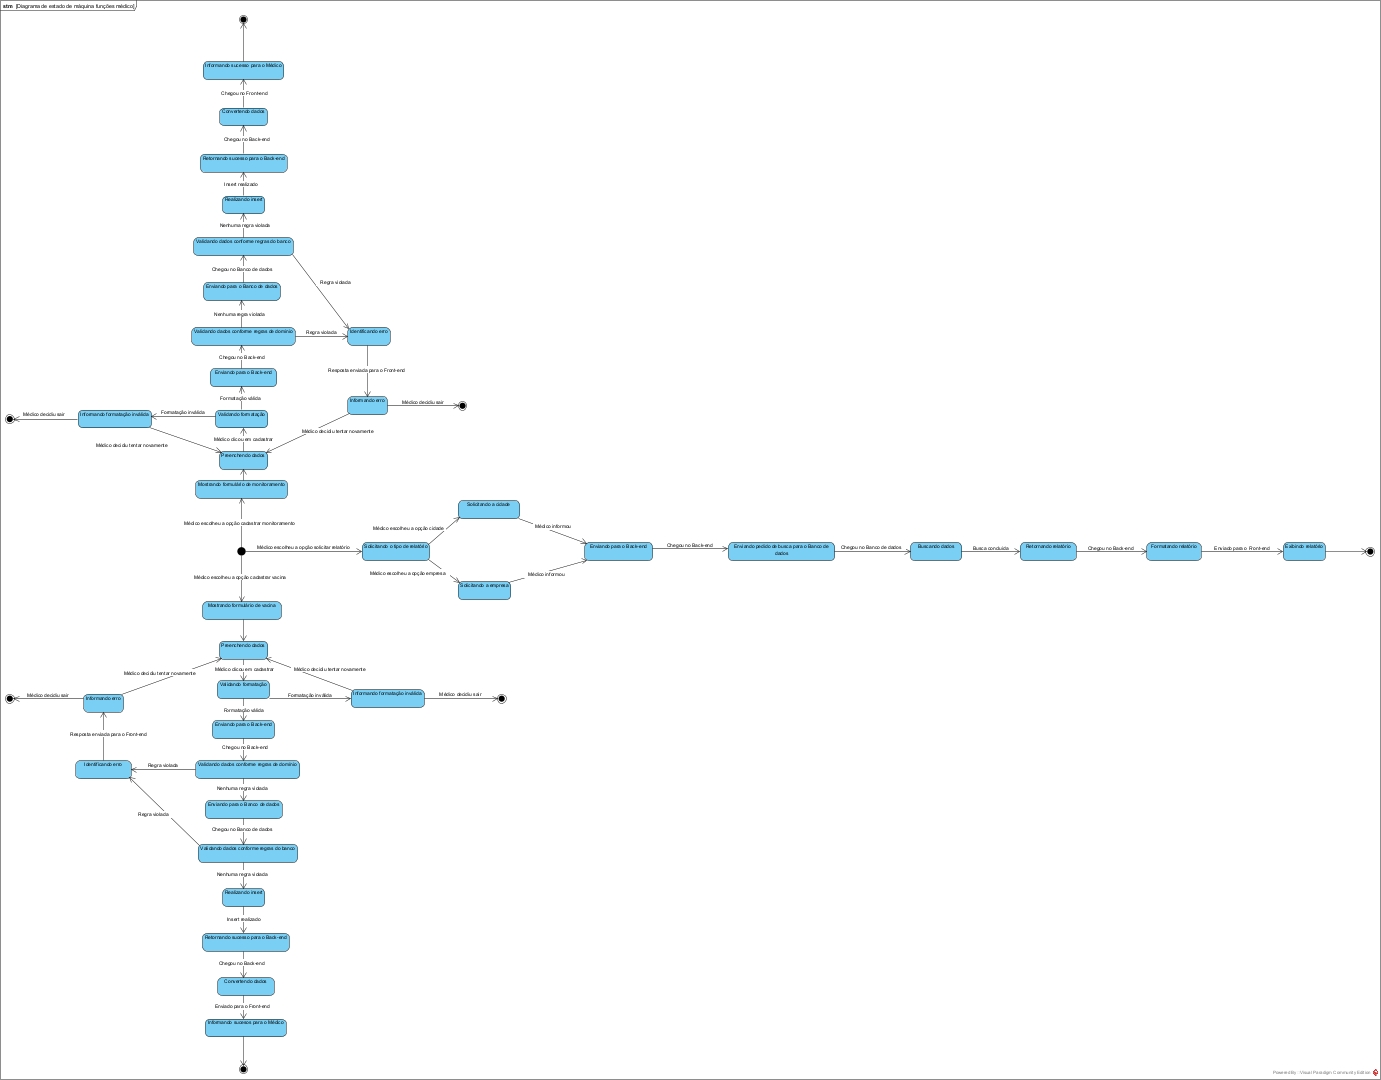 stm [Diagrama de estado de máquina funções médico]
Informando sucesso para o Médico
Chegou no Front-end
Convertendo dados
Chegou no Back-end
Retornando sucesso para o Back-end
Insert realizado
Realizando insert
Nenhuma regra violada
Validando dados conforme regras do banco
Chegou no Banco de dados
Regra violada
Enviando para o Banco de dados
Nenhuma regra violada
Validando dados conforme regras de domínio
Regra violada
Identificando erro
Chegou no Back-end
Resposta enviada para o Front-end
Enviando para o Back-end
Formatação válida
Informando erro
Médico decidiu sair
Médico decidiu sair
Informando formatação inválida
Formatação inválida
Validando formatação
Médico decidiu tentar novamente
Médico clicou em cadastrar
Médico decidiu tentar novamente
Preenchendo dados
Mostrando formulário de monitoramento
Médico escolheu a opção cadastrar monitoramento
Solicitando a cidade
Médico escolheu a opção cidade
Médico informou
Médico escolheu a opção solicitar relatório
Solicitando o tipo de relatório
Enviando para o Back-end
Chegou no Back-end
Enviando pedido de busca para o Banco de
dados
Chegou no Banco de dados
Buscando dados
Busca concluída
Retornando relatório
Chegou no Back-end
Formatando relatório
Enviado para o Front-end
Exibindo relatório
Médico escolheu a opção empresa
Médico informou
Solicitando a empresa
Médico escolheu a opção cadastrar vacina
Mostrando formulário de vacina
Preenchendo dados
Médico decidiu tentar novamente
Médico clicou em cadastrar
Médico decidiu tentar novamente
Validando formatação
Médico decidiu sair
Informando erro
Formatação inválida
Informando formatação inválida
Médico decidiu sair
Formatação válida
Enviando para o Back-end
Resposta enviada para o Front-end
Chegou no Back-end
Identificando erro
Regra violada
Validando dados conforme regras de domínio
Nenhuma regra violada
Enviando para o Banco de dados
Regra violada
Chegou no Banco de dados
Validando dados conforme regras do banco
Nenhuma regra violada
Realizando insert
Insert realizado
Retornando sucesso para o Back-end
Chegou no Back-end
Convertendo dados
Enviado para o Front-end
Informando sucesso para o Médico
Powered By Visual Paradigm Community Edition